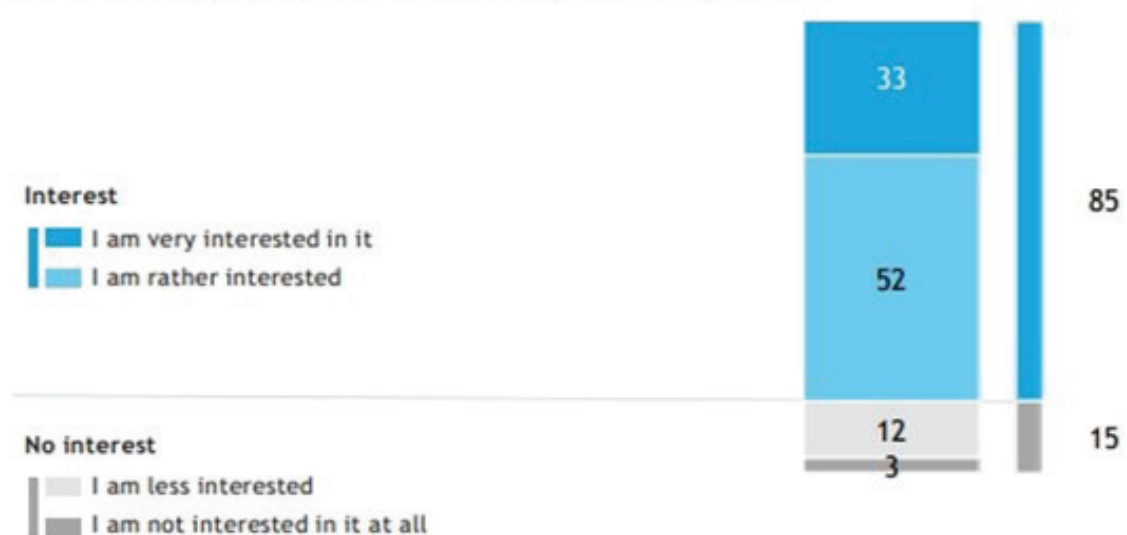 33
Interest
85
I am very interested in it
I am rather interested
52
12
No interest
15
3
I am less interested
I am not interested in it at all